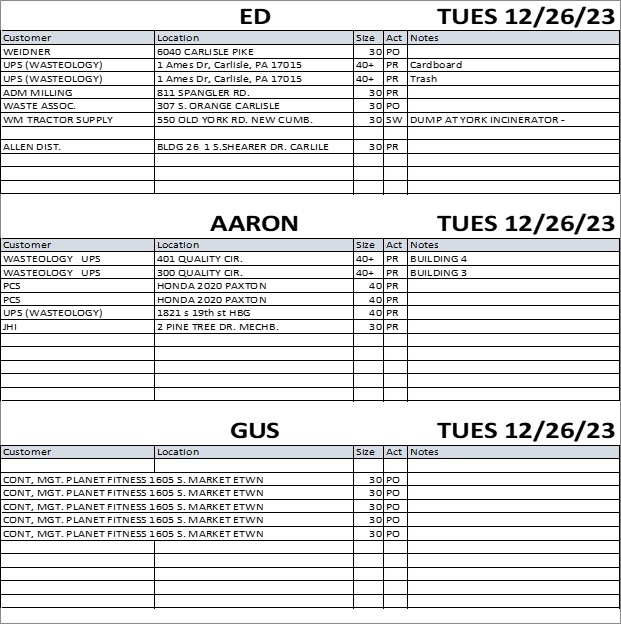 ED TUES 12/26/23
Customer Location Size Act Notes
WEIDNER 6040 CARLISLE PIKE 30 PO
UPS (WASTEOLOGY) 1 Ames Dr, Carlisle, PA 17015 40+ PR Cardboard
UPS (WASTEOLOGY) 1 Ames Dr, Carlisle, PA 17015 40+ PR Trash
ADM MILLING 811 SPANGLER RD. 30 PR
WASTE ASSOC. 307 S. ORANGE CARLISLE 30 PO
WM TRACTOR SUPPLY 550 OLD YORK RD. NEW CUMB. 30 SW DUMP AT YORK INCINERATOR -
ALLEN DIST. BLDG 26 1 S.SHEARER DR. CARLILE 30 PR
AARON TUES 12/26/23
Customer Location Size Act Notes
WASTEOLOGY UPS 401 QUALITY CIR. 40+ PR BUILDING 4
WASTEOLOGY UPS 300 QUALITY CIR. 40+ PR BUILDING 3
PCS HONDA 2020 PAXTON 40 PR
PCS HONDA 2020 PAXTON 40 PR
UPS (WASTEOLOGY) 1821 s 19th st HBG 40 PR
JHI 2 PINE TREE DR. MECHB. 30 PR
GUS TUES 12/26/23
Customer Location Size Act Notes
CONT, MGT. PLANET FITNESS 1605 S. MARKET ETWN 30 PO
CONT, MGT. PLANET FITNESS 1605 S. MARKET ETWN 30 PO
CONT, MGT. PLANET FITNESS 1605 S. MARKET ETWN 30 PO
CONT, MGT. PLANET FITNESS 1605 S. MARKET ETWN 30 PO
CONT, MGT. PLANET FITNESS 1605 S. MARKET ETWN 30 PO